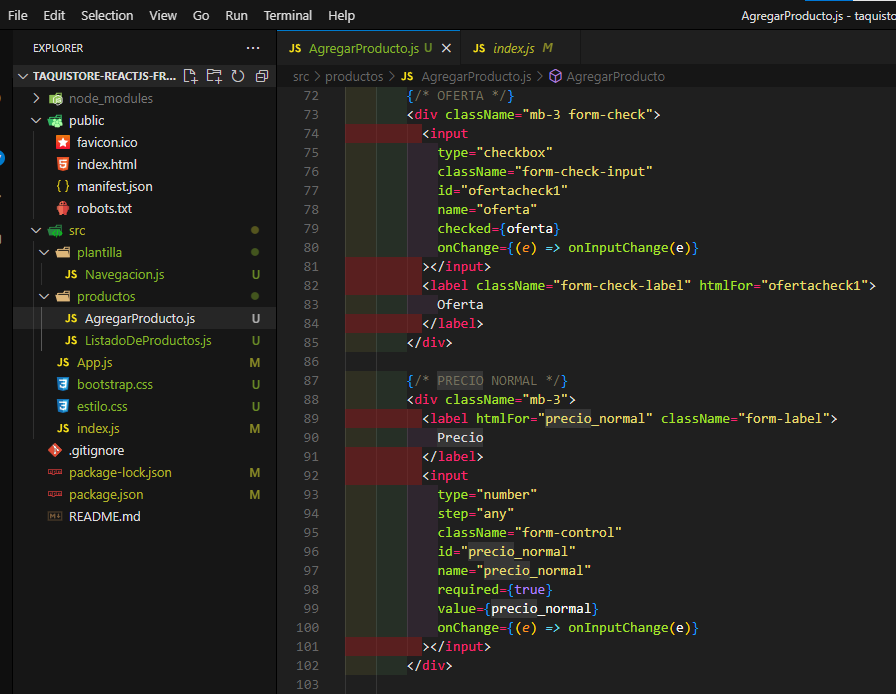 File Edit Selection View Go Run Terminal Help AgregarProducto.js - taquisto
EXPLORER ...
TAQUISTORE-REACTJS-FR...
node_modules
public
favicon.ico
index.html
manifest.json
robots.txt
src
plantilla
JS Navegacion.js U
productos
JS AgregarProducto.js U
JS ListadoDeProductos.js U
JS App.js M
bootstrap.css U
estilo.css U
JS index.js M
.gitignore
package-lock.json M
package.json M
README.md
JS AgregarProducto.js U JS index.js M
src > productos > JS AgregarProducto.js > AgregarProducto
72 {/* OFERTA */}
73 <div className="mb-3 form-check">
74 <input
75 type="checkbox"
76 className="form-check-input"
77 id="ofertacheck1"
78 name="oferta"
79 checked={oferta}
80 onChange={(e) => onInputChange(e)}
81 ></input>
82 <label className="form-check-label" htmlFor="ofertacheck1">
83 Oferta
84 </label>
85 </div>
86
87 {/* PRECIO NORMAL */}
88 <div className="mb-3">
89 <label htmlFor="precio_normal" className="form-label">
90 Precio
91 </label>
92 <input
93 type="number"
94 step="any"
95 className="form-control"
96 id="precio_normal"
97 name="precio_normal"
98 required={true}
99 value={precio_normal}
100 onChange={(e) => onInputChange(e)}
101 ></input>
102 </div>
103